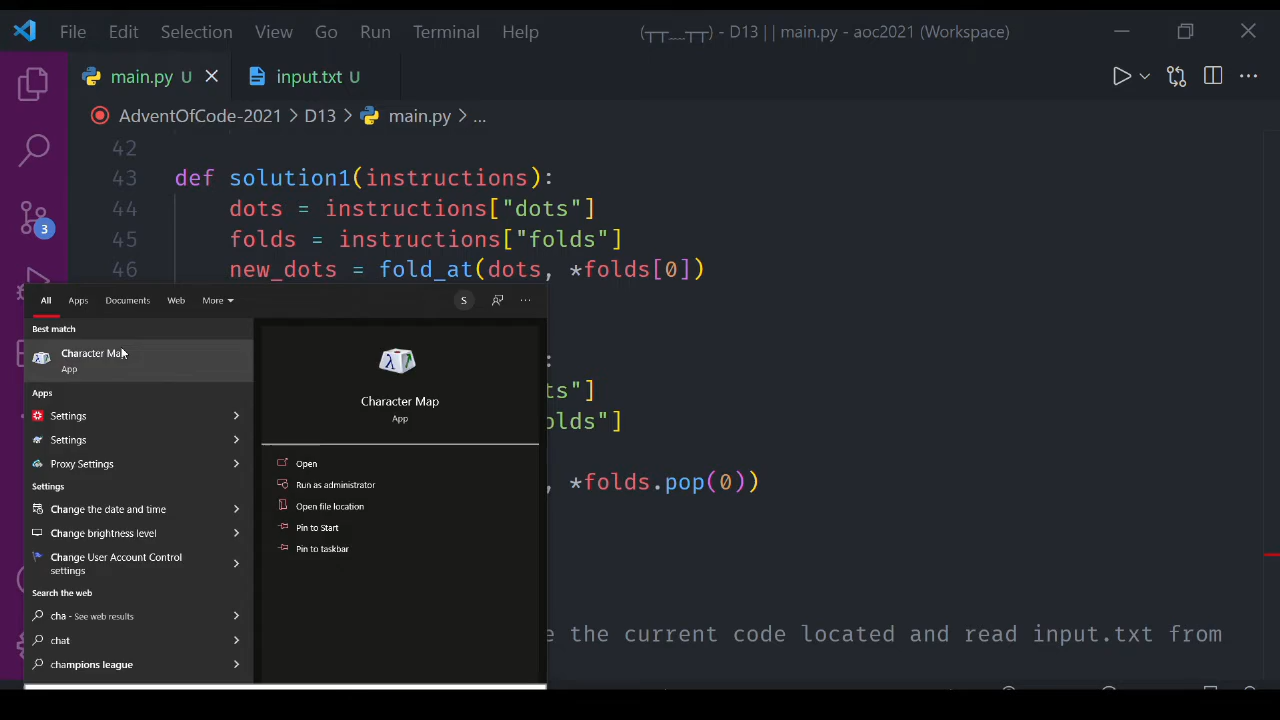 File Edit Selection View Go Run Terminal Help (┬┬﹏┬┬) - D13 | | main.py - aoc2021 (Workspace)
main.py U input.txt U
AdventOfCode-2021 > D13 > main.py > ...
42
43 def solution1(instructions):
44 dots = instructions["dots"]
45 folds = instructions["folds"]
46 new_dots = fold_at(dots, *folds[0])
3
All Apps Documents Web More S ...
Best match
Character Map
App
Apps
Settings
Settings
Proxy Settings
Settings
Change the date and time
Change brightness level
Change User Account Control
settings
Search the web
cha - See web results
chat
champions league
Character Map
App
Open
Run as administrator
Open file location
Pin to Start
Pin to taskbar
:
ts"]
olds"]
, *folds.pop(0))
e the current code located and read input.txt from